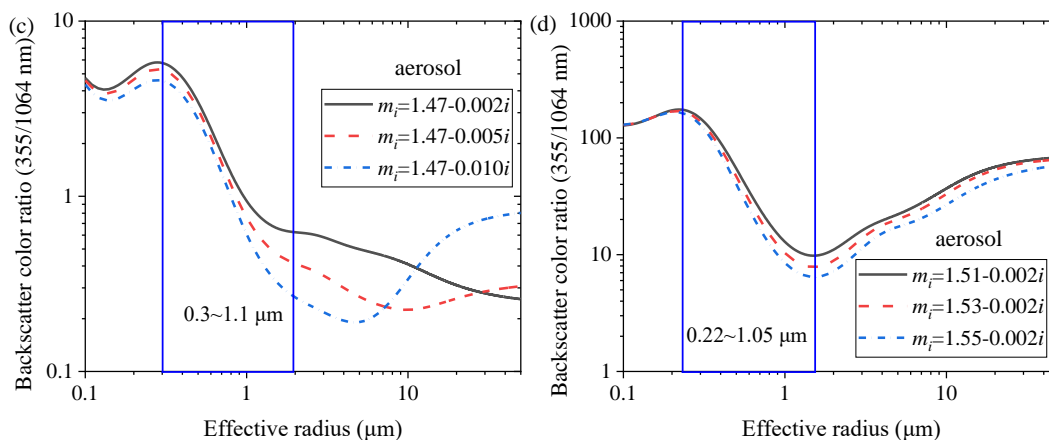 (c)
Backscatter color ratio (355/1064 nm)
10
1
0.1
aerosol
m_i=1.47-0.002i
m_i=1.47-0.005i
m_i=1.47-0.010i
0.3~1.1 μm
0.1
1
10
Effective radius (μm)
(d)
Backscatter color ratio (355/1064 nm)
1000
100
10
1
aerosol
m_i=1.51-0.002i
m_i=1.53-0.002i
m_i=1.55-0.002i
0.22~1.05 μm
0.1
1
10
Effective radius (μm)